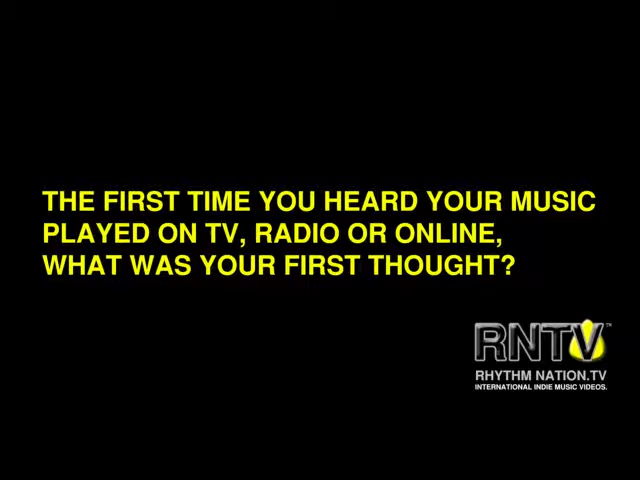 THE FIRST TIME YOU HEARD YOUR MUSIC
PLAYED ON TV, RADIO OR ONLINE,
WHAT WAS YOUR FIRST THOUGHT?
RNTV™
RHYTHM NATION.TV
INTERNATIONAL INDIE MUSIC VIDEOS.